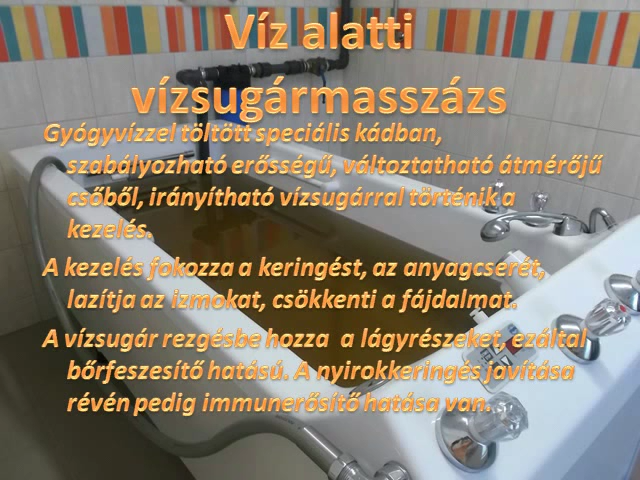 Víz alatti
vízsugármasszázs
Gyógyvízzel töltött speciális kádban,
szabályozható erősségű, változtatható átmérőjű
csőből, irányítható vízsugárral történik a
kezelés.
A kezelés fokozza a keringést, az anyagcserét,
lazítja az izmokat, csökkenti a fájdalmat.
A vízsugár rezgésbe hozza a lágyrészeket, ezáltal
bőrfeszesítő hatású. A nyirokkeringés javítása
révén pedig immunerősítő hatása van.